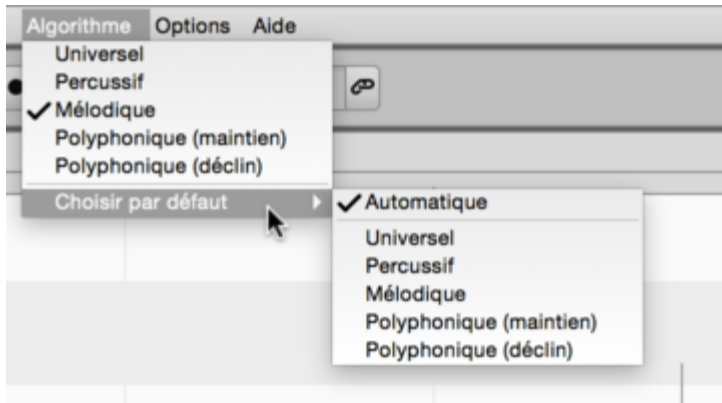 Algorithme Options Aide
Universel
Percussif
Mélodique
Polyphonique (maintien)
Polyphonique (déclin)
Choisir par défaut
Automatique
Universel
Percussif
Mélodique
Polyphonique (maintien)
Polyphonique (déclin)